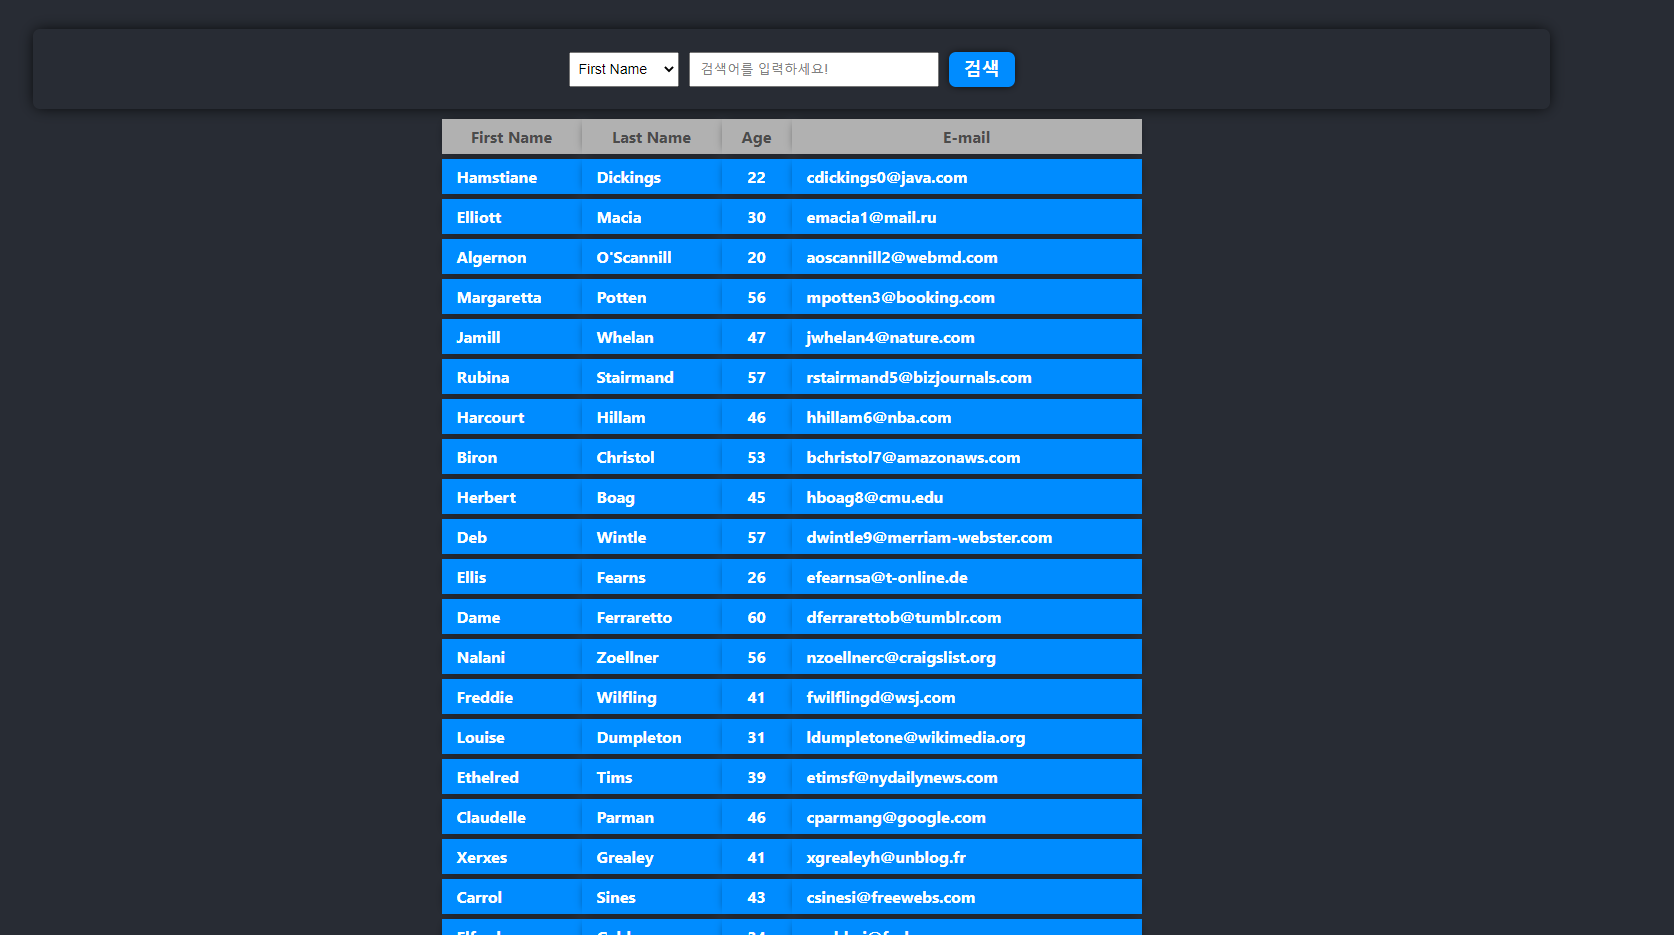 First Name 검색어를 입력하세요! 검색
First Name Last Name Age E-mail
Hamstiane Dickings 22 cdickings0@java.com
Elliott Macia 30 emacia1@mail.ru
Algernon O'Scannill 20 aoscannill2@webmd.com
Margaretta Potten 56 mpotten3@booking.com
Jamill Whelan 47 jwhelan4@nature.com
Rubina Stairmand 57 rstairmand5@bizjournals.com
Harcourt Hillam 46 hhillam6@nba.com
Biron Christol 53 bchristol7@amazonaws.com
Herbert Boag 45 hboag8@cmu.edu
Deb Wintle 57 dwintle9@merriam-webster.com
Ellis Fearns 26 efearnsa@t-online.de
Dame Ferraretto 60 dferrarettob@tumblr.com
Nalani Zoellner 56 nzoellnerc@craigslist.org
Freddie Wilfling 41 fwilflingd@wsj.com
Louise Dumpleton 31 ldumpletone@wikimedia.org
Ethelred Tims 39 etimsf@nydailynews.com
Claudelle Parman 46 cparmang@google.com
Xerxes Grealey 41 xgrealeyh@unblog.fr
Carrol Sines 43 csinesi@freewebs.com